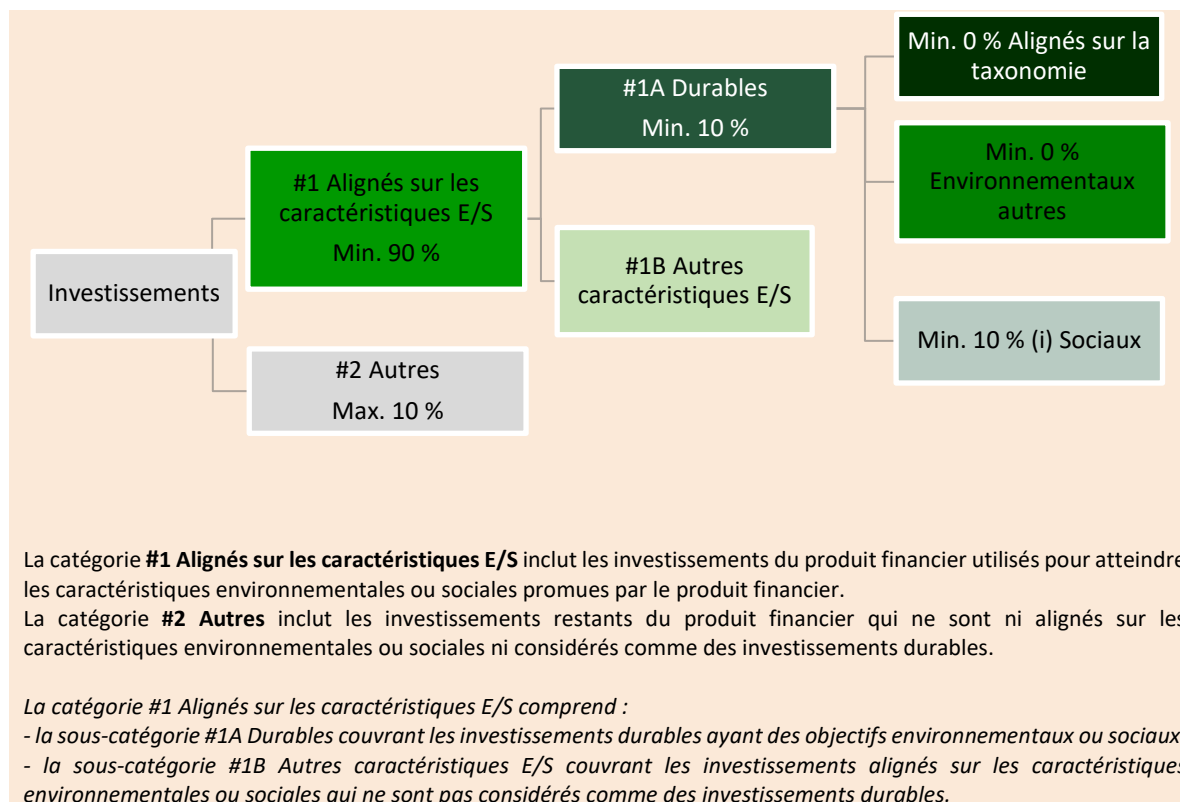 Min. 0 % Alignés sur la
taxonomie
#1A Durables
Min. 10 %
Min. 0 %
Environnementaux
autres
#1 Alignés sur les
caractéristiques E/S
Min. 90 %
#1B Autres
caractéristiques E/S
Investissements
Min. 10 % (i) Sociaux
#2 Autres
Max. 10 %
La catégorie #1 Alignés sur les caractéristiques E/S inclut les investissements du produit financier utilisés pour atteindre
les caractéristiques environnementales ou sociales promues par le produit financier.
La catégorie #2 Autres inclut les investissements restants du produit financier qui ne sont ni alignés sur les
caractéristiques environnementales ou sociales ni considérés comme des investissements durables.
La catégorie #1 Alignés sur les caractéristiques E/S comprend :
- la sous-catégorie #1A Durables couvrant les investissements durables ayant des objectifs environnementaux ou sociaux
- la sous-catégorie #1B Autres caractéristiques E/S couvrant les investissements alignés sur les caractéristiques
environnementales ou sociales qui ne sont pas considérés comme des investissements durables.